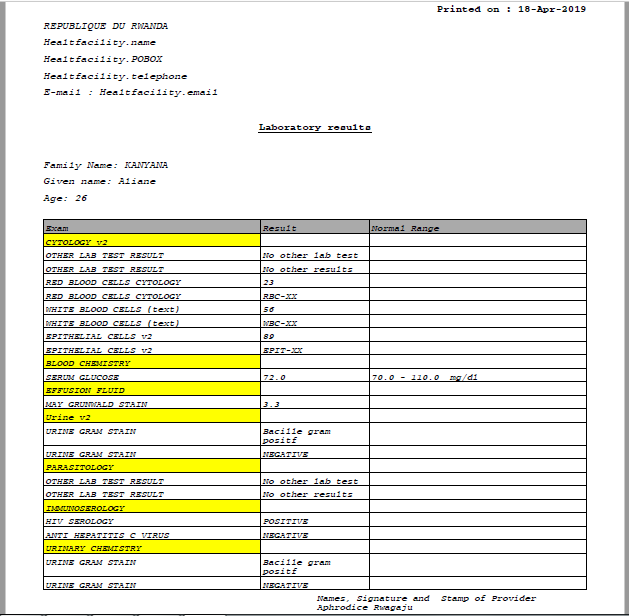 Printed on : 18-Apr-2019
REPUBLIQUE DU RWANDA
Healtfacility.name
Healtfacility.POBOX
Healtfacility.telephone
E-mail : Healtfacility.email
Laboratory results
Family Name: KANYANA
Given name: Aliane
Age: 26
Exam Result Normal Range
CYTOLOGY v2
OTHER LAB TEST RESULT No other lab test
OTHER LAB TEST RESULT No other results
RED BLOOD CELLS CYTOLOGY 23
RED BLOOD CELLS CYTOLOGY RBC-XX
WHITE BLOOD CELLS (text) 56
WHITE BLOOD CELLS (text) WBC-XX
EPITHELIAL CELLS v2 89
EPITHELIAL CELLS v2 EPIT-XX
BLOOD CHEMISTRY
SERUM GLUCOSE 72.0 70.0 - 110.0 mg/dl
EFFUSION FLUID
MAY GRUNWALD STAIN 3.3
Urine v2
URINE GRAM STAIN Bacille gram
positf
URINE GRAM STAIN NEGATIVE
PARASITOLOGY
OTHER LAB TEST RESULT No other lab test
OTHER LAB TEST RESULT No other results
IMMUNOSEROLOGY
HIV SEROLOGY POSITIVE
ANTI HEPATITIS C VIRUS NEGATIVE
URINARY CHEMISTRY
URINE GRAM STAIN Bacille gram
positf
URINE GRAM STAIN NEGATIVE
Names, Signature and Stamp of Provider
Aphrodice Rwagaju